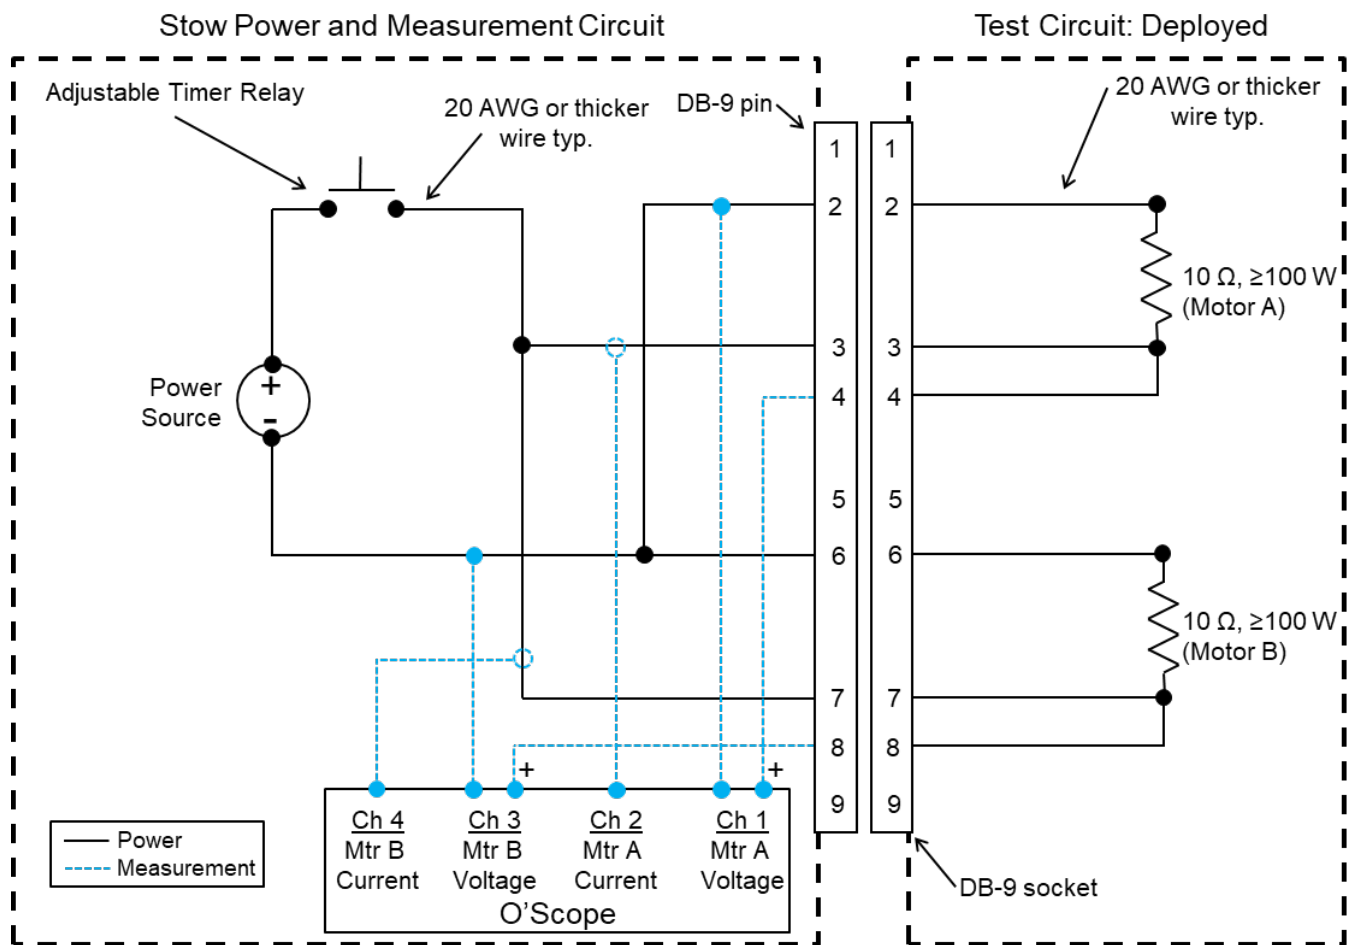 Stow Power and Measurement Circuit
Test Circuit: Deployed
Adjustable Timer Relay
20 AWG or thicker
wire typ.
DB-9 pin
20 AWG or thicker
wire typ.
1
2
3
4
5
6
7
8
9
1
2
3
4
5
6
7
8
9
10 Ω, ≥100 W
(Motor A)
Power
Source
+
-
10 Ω, ≥100 W
(Motor B)
+
+
Ch 4
Mtr B
Current
Ch 3
Mtr B
Voltage
Ch 2
Mtr A
Current
Ch 1
Mtr A
Voltage
O'Scope
Power
Measurement
DB-9 socket